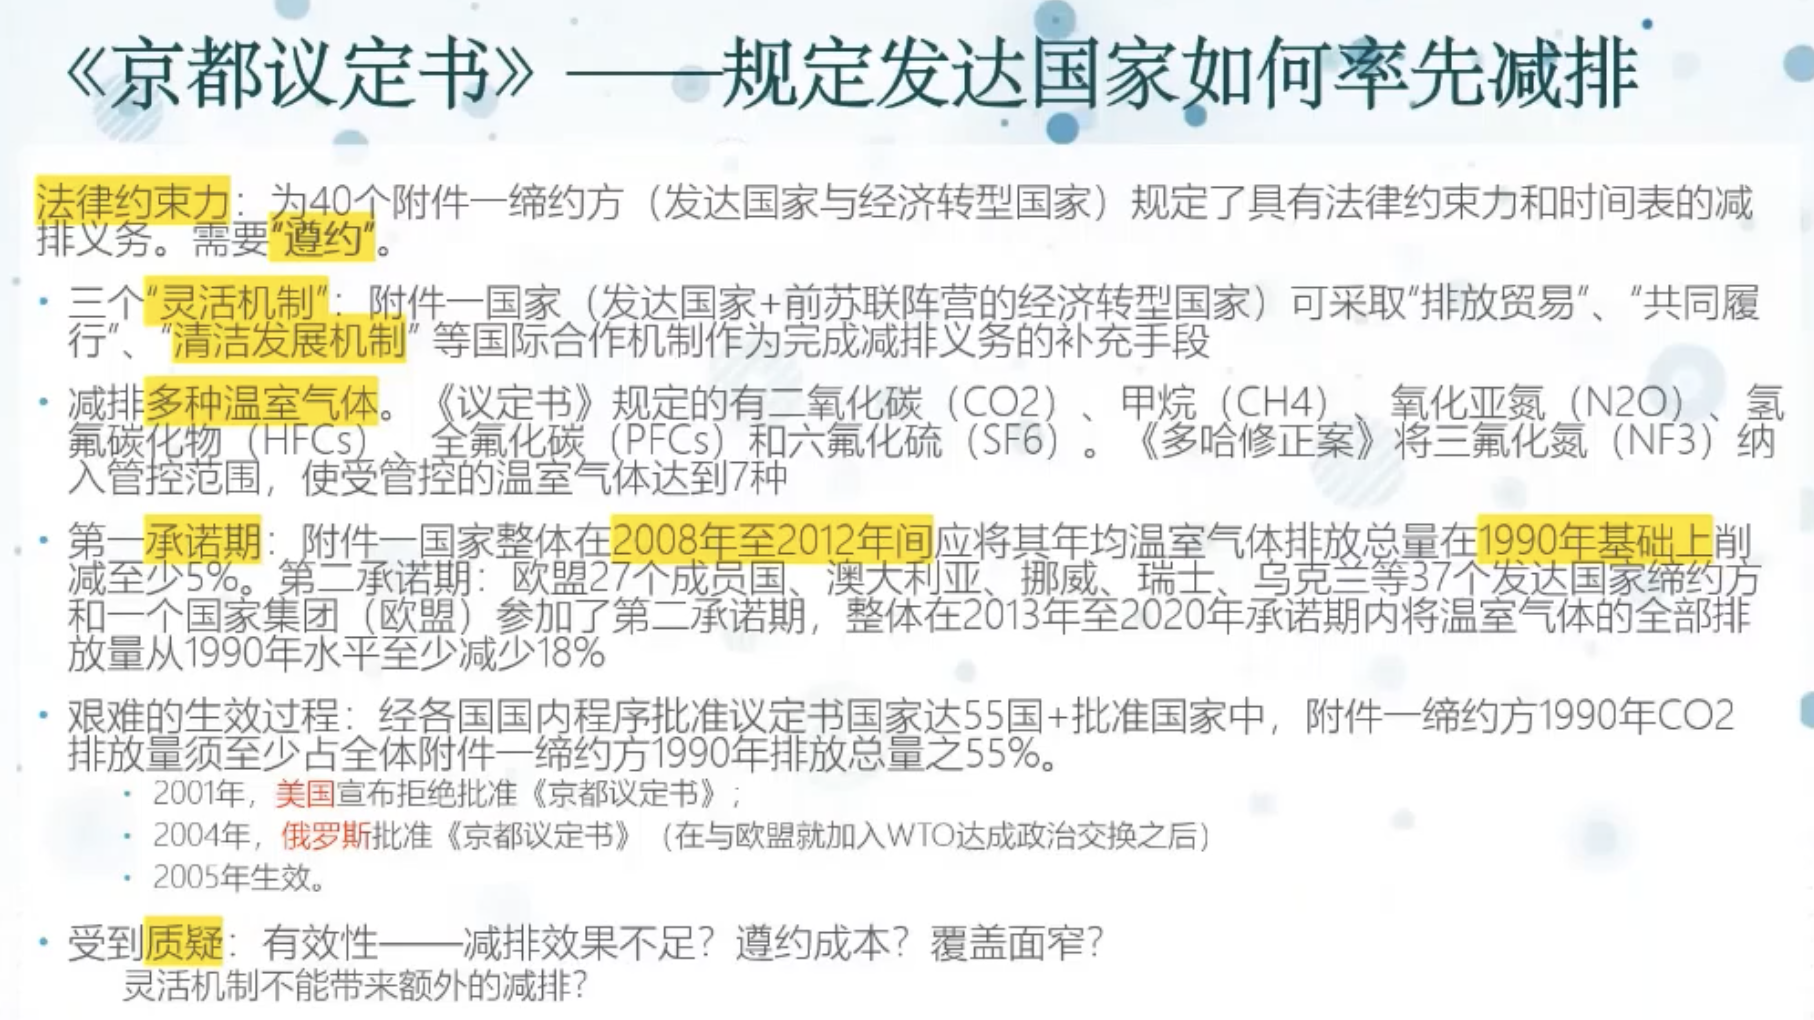 《京都议定书》——规定发达国家如何率先减排
法律约束力：为40个附件一缔约方（发达国家与经济转型国家）规定了具有法律约束力和时间表的减
排义务。需要“遵约”。
• 三个“灵活机制”：附件一国家（发达国家+前苏联阵营的经济转型国家）可采取“排放贸易”、“共同履
行”、“清洁发展机制” 等国际合作机制作为完成减排义务的补充手段
• 减排多种温室气体。《议定书》规定的有二氧化碳（CO2）、甲烷（CH4）、氧化亚氮（N2O）、氢
氟碳化物（HFCs）、全氟化碳（PFCs）和六氟化硫（SF6）。《多哈修正案》将三氟化氮（NF3）纳
入管控范围，使受管控的温室气体达到7种
• 第一承诺期：附件一国家整体在2008年至2012年间应将其年均温室气体排放总量在1990年基础上削
减至少5%。第二承诺期：欧盟27个成员国、澳大利亚、挪威、瑞士、乌克兰等37个发达国家缔约方
和一个国家集团（欧盟）参加了第二承诺期，整体在2013年至2020年承诺期内将温室气体的全部排
放量从1990年水平至少减少18%
• 艰难的生效过程：经各国国内程序批准议定书国家达55国+批准国家中，附件一缔约方1990年CO2
排放量须至少占全体附件一缔约方1990年排放总量之55%。
• 2001年，美国宣布拒绝批准《京都议定书》；
• 2004年，俄罗斯批准《京都议定书》（在与欧盟就加入WTO达成政治交换之后）
• 2005年生效。
• 受到质疑：有效性——减排效果不足？遵约成本？覆盖面窄？
灵活机制不能带来额外的减排？